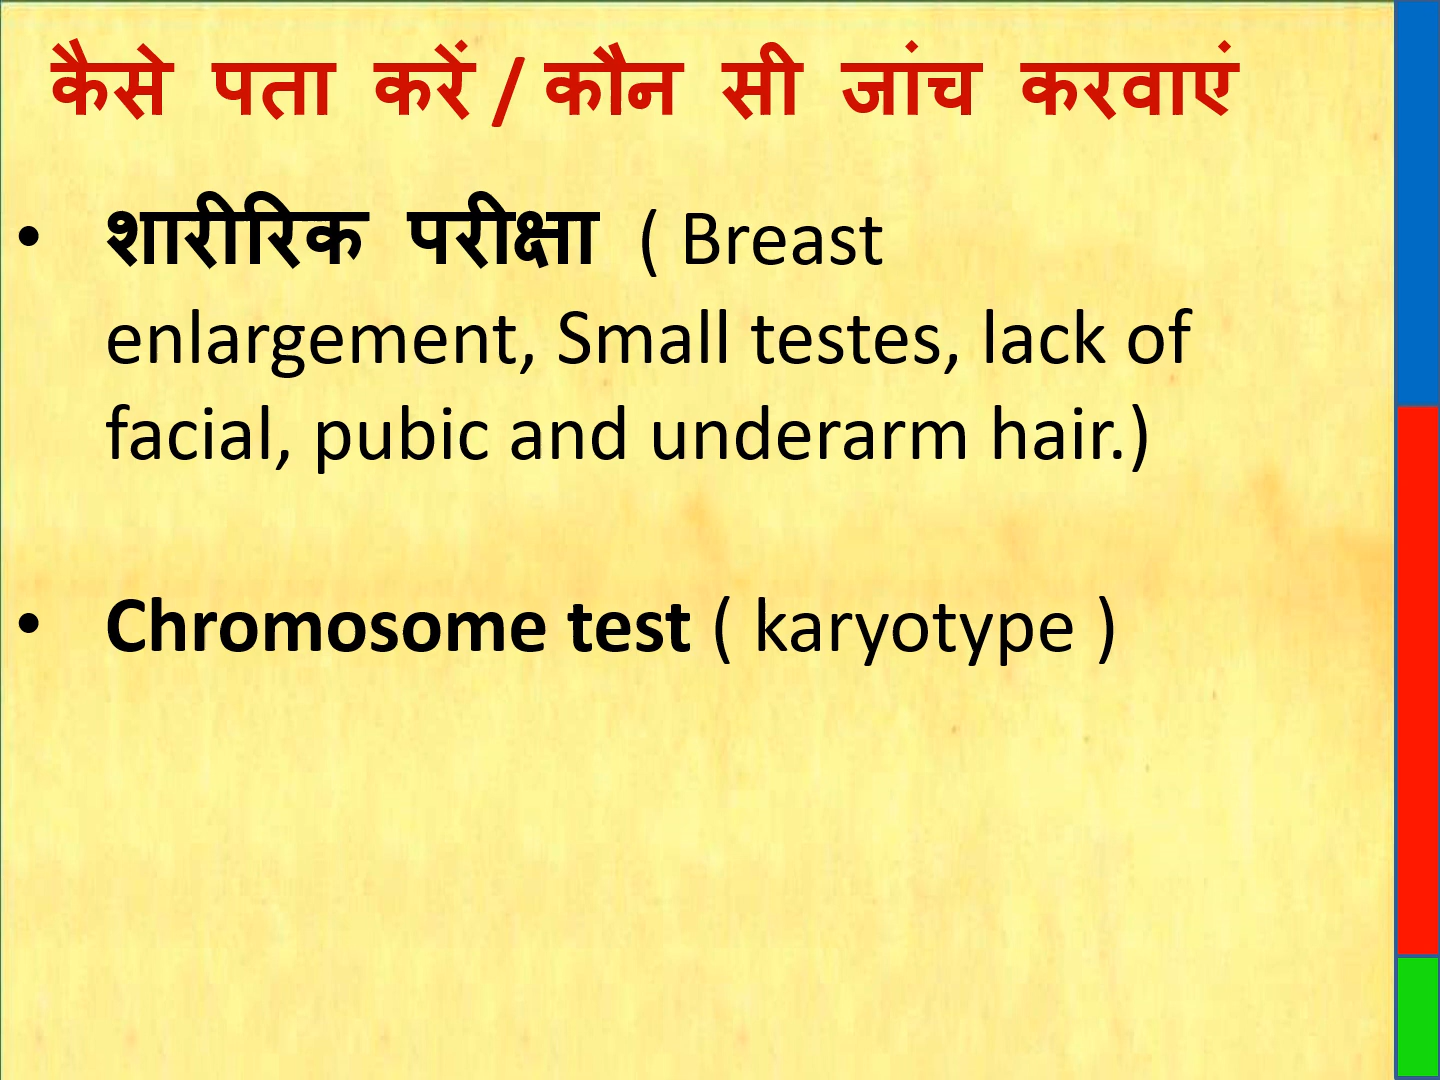 कैसे पता करें / कौन सी जांच करवाएं
• शारीरिक परीक्षा ( Breast
enlargement, Small testes, lack of
facial, pubic and underarm hair.)
• Chromosome test ( karyotype )